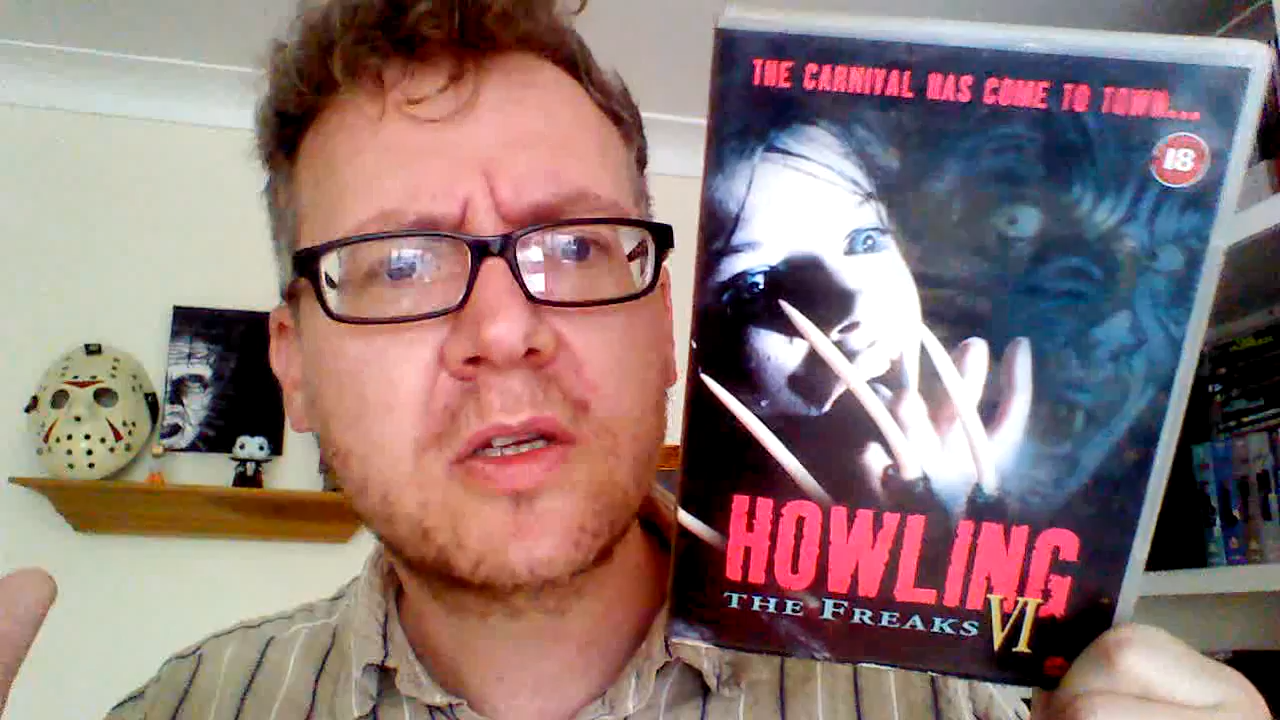 THE CARNIVAL HAS COME TO TOWN....
18
HOWLING
THE FREAKS VI